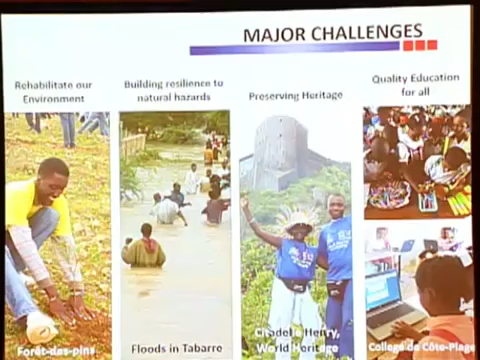 MAJOR CHALLENGES
Rehabilitate our
Environment
Building resilience to
natural hazards
Preserving Heritage
Quality Education
for all
Forêt-des-pins
Floods in Tabarre
Citadelle Henry,
World Heritage
Collège de Côte-Plage